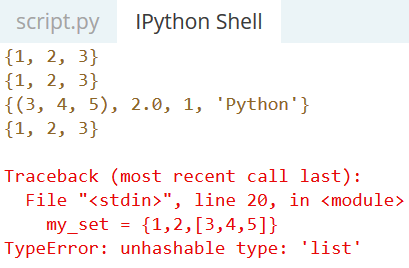 script.py IPython Shell
{1, 2, 3}
{1, 2, 3}
{(3, 4, 5), 2.0, 1, 'Python'}
{1, 2, 3}
Traceback (most recent call last):
  File "<stdin>", line 20, in <module>
    my_set = {1,2,[3,4,5]}
TypeError: unhashable type: 'list'